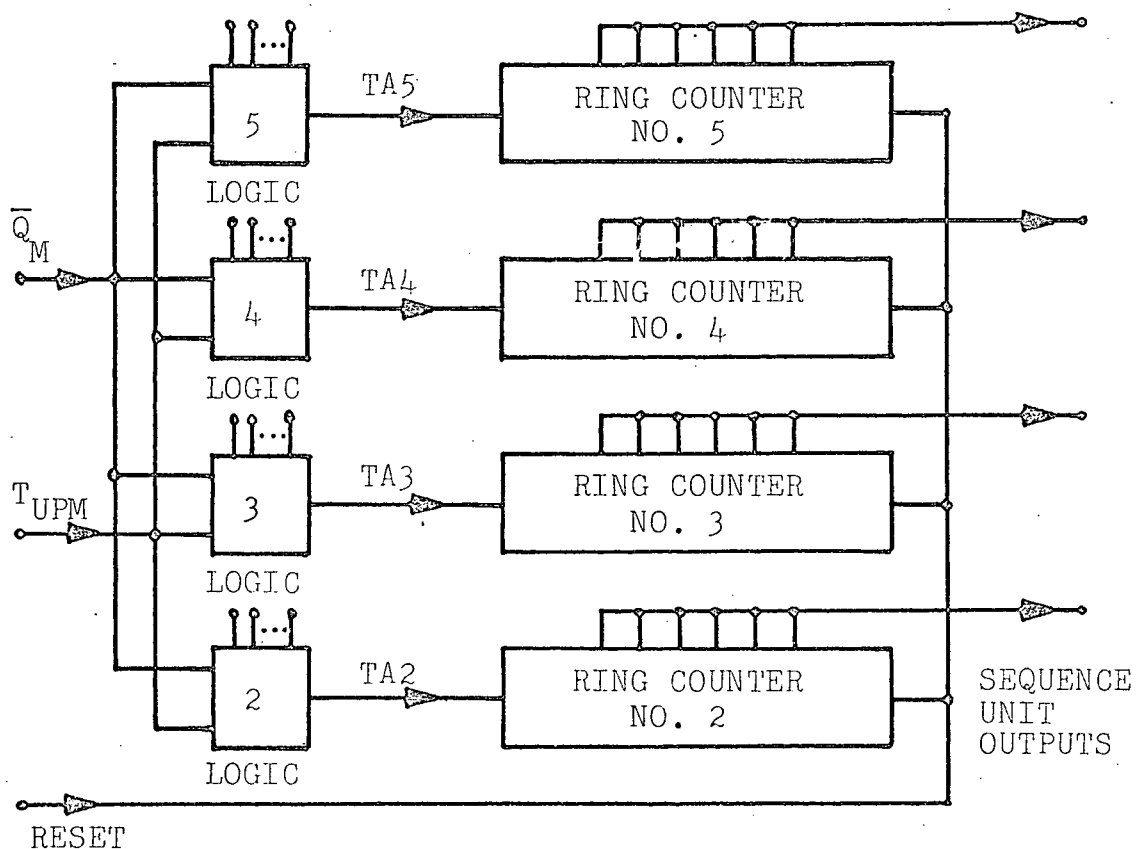 TA5
5
RING COUNTER
NO. 5
LOGIC
Q̅M
TA4
4
RING COUNTER
NO. 4
LOGIC
TUPM
TA3
3
RING COUNTER
NO. 3
LOGIC
TA2
2
RING COUNTER
NO. 2
LOGIC
SEQUENCE
UNIT
OUTPUTS
RESET